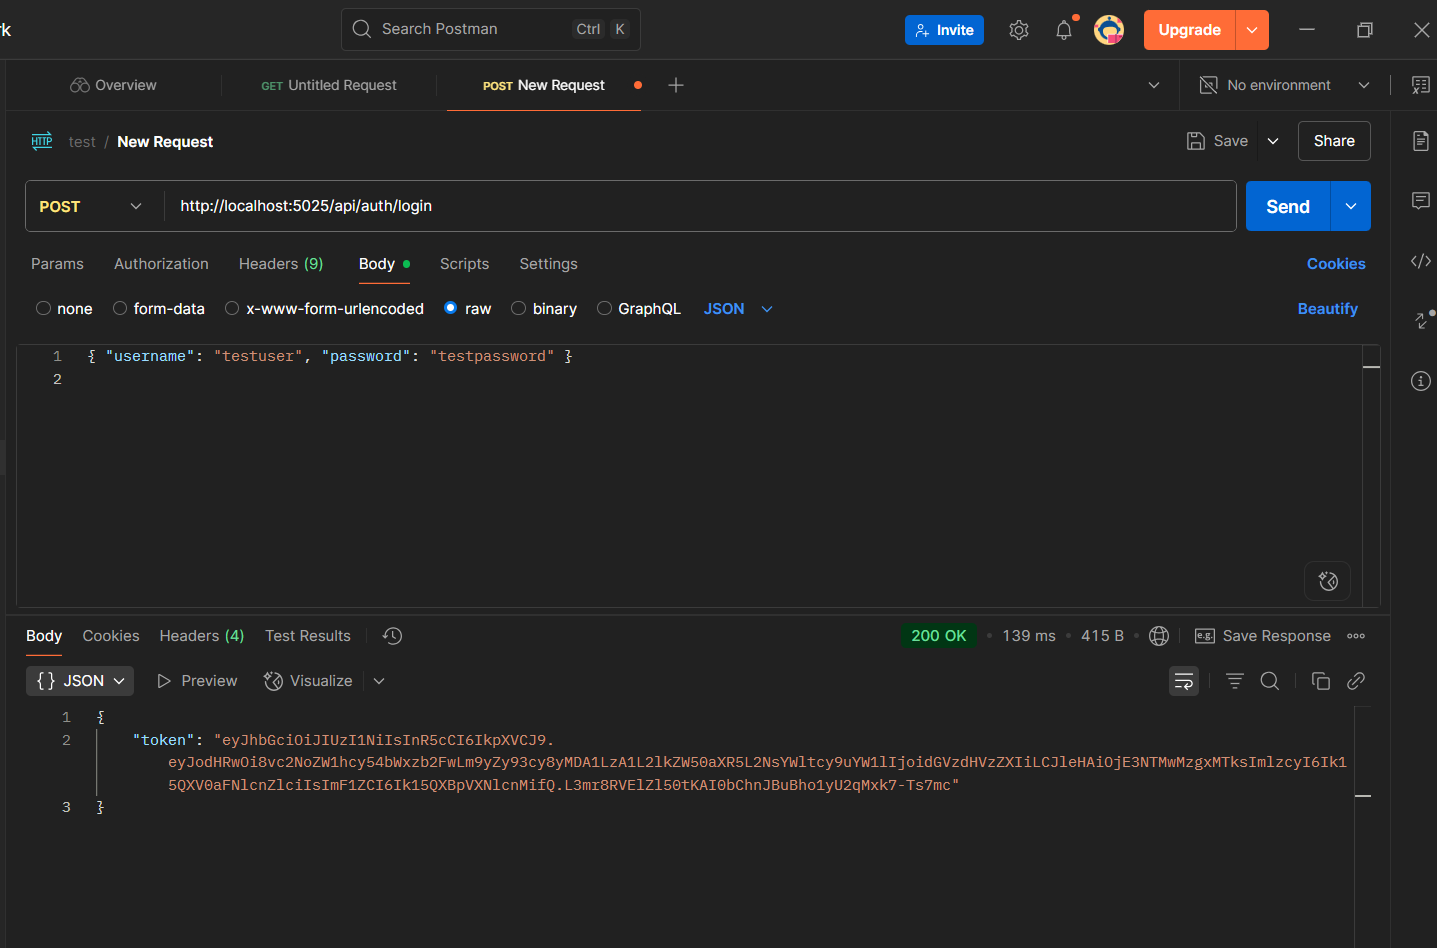 rk
Search Postman Ctrl K
Invite
Upgrade
Overview
GET Untitled Request
POST New Request
No environment
HTTP test / New Request
Save
Share
POST http://localhost:5025/api/auth/login
Send
Params Authorization Headers (9) Body Scripts Settings Cookies
none form-data x-www-form-urlencoded raw binary GraphQL JSON Beautify
1 { "username": "testuser", "password": "testpassword" }
2
Body Cookies Headers (4) Test Results 200 OK • 139 ms • 415 B • e.g. Save Response
{} JSON Preview Visualize
1 {
2 "token": "eyJhbGciOiJIUzI1NiIsInR5cCI6IkpXVCJ9.
eyJodHRwOi8vc2NoZW1hcy54bWxzb2FwLm9yZy93cy8yMDA1LzA1L2lkZW50aXR5L2NsYWltcy9uYW1lIjoidGVzdHVzZXIiLCJleHAiOjE3NTMwMzgxMTksImlzcyI6Ik1
5QXV0aFNlcnZlciIsImF1ZCI6Ik15QXBpVXNlcnMifQ.L3mr8RVElZl50tKAI0bChnJBuBho1yU2qMxk7-Ts7mc"
3 }